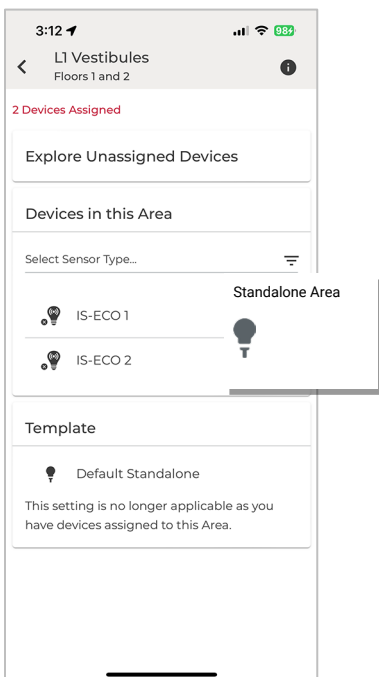 3:12
98
L1 Vestibules
Floors 1 and 2
2 Devices Assigned
Explore Unassigned Devices
Devices in this Area
Select Sensor Type...
Standalone Area
IS-ECO 1
IS-ECO 2
Template
Default Standalone
This setting is no longer applicable as you
have devices assigned to this Area.